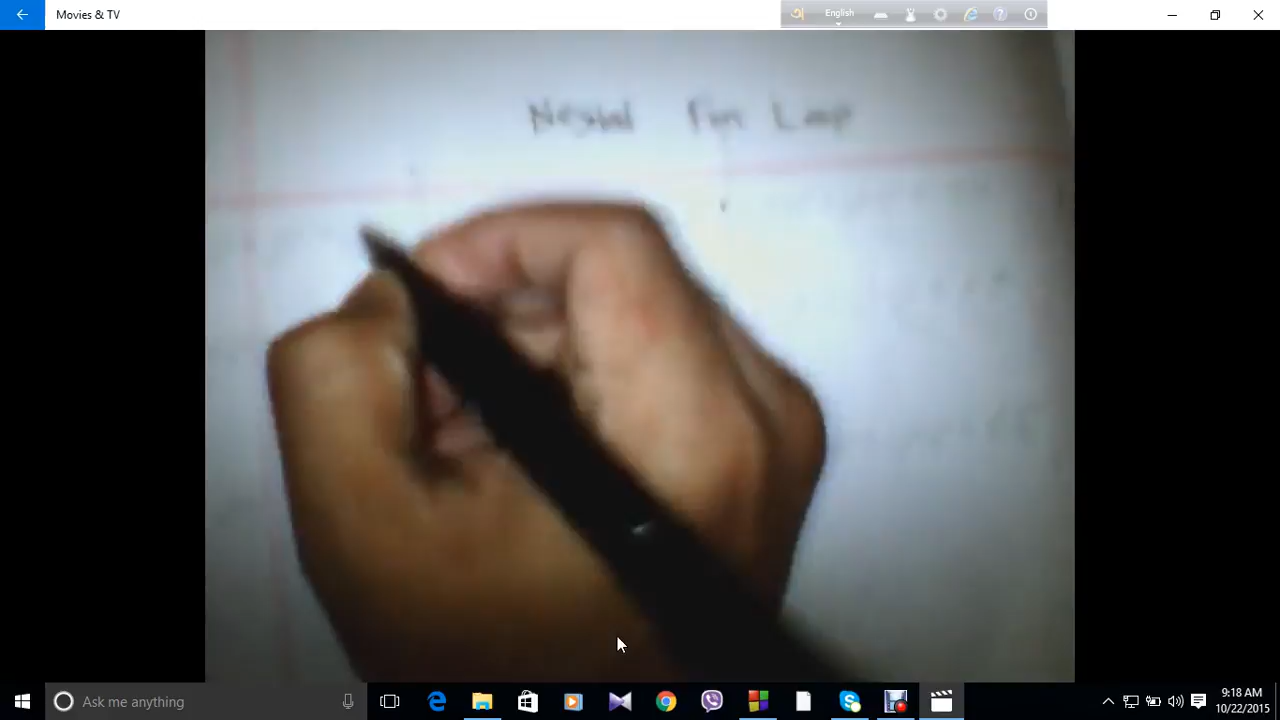 Movies & TV
অ English
Nested For Loop
Ask me anything
9:18 AM
10/22/2015